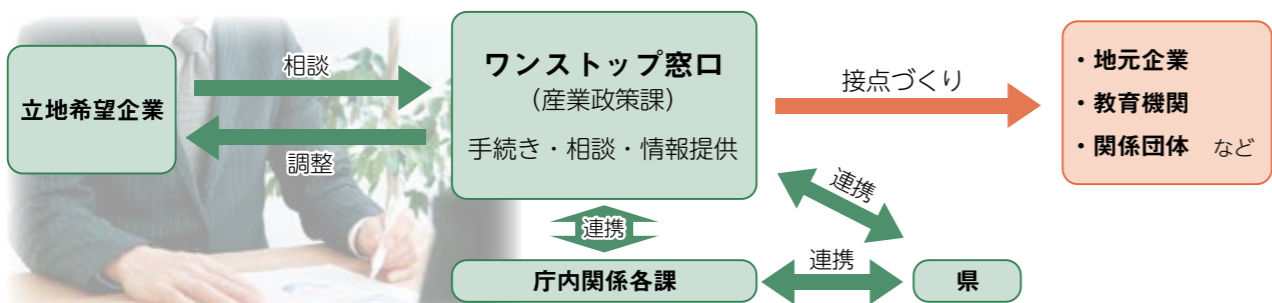 立地希望企業
相談
調整
ワンストップ窓口
（産業政策課）
手続き・相談・情報提供
接点づくり
・地元企業
・教育機関
・関係団体 など
連携
連携
庁内関係各課
連携
県